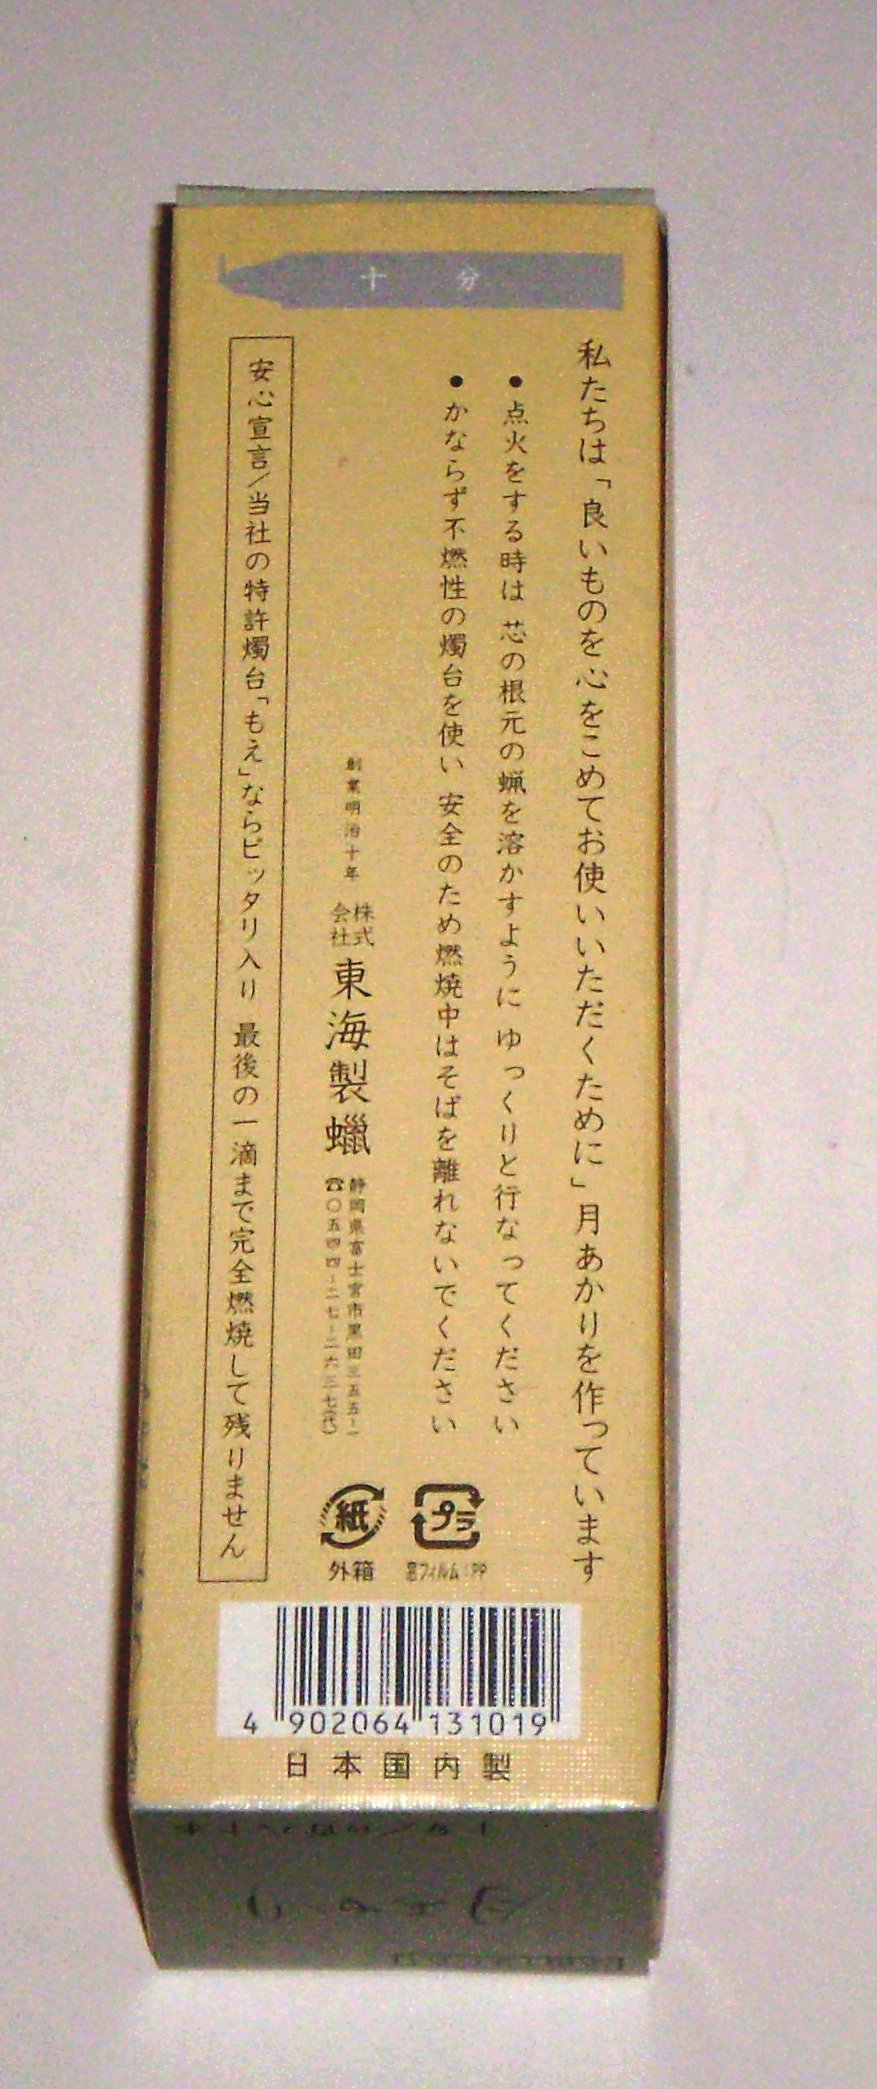 十分
私たちは「良いものを心をこめてお使いいただくために」月あかりを作っています
●点火をする時は 芯の根元の蝋を溶かすように ゆっくりと行なってください
●かならず不燃性の燭台を使い 安全のため燃焼中はそばを離れないでください
創業明治十年
株式会社
東海製蠟
静岡県富士宮市黒田三五五-一
☎〇五四四-二七-二六三七(代)
安心宣言/当社の特許燭台「もえ」ならピッタリ入り 最後の一滴まで完全燃焼して残りません
紙
外箱
プラ
窓フィルム:PP
4 902064 131019
日本国内製